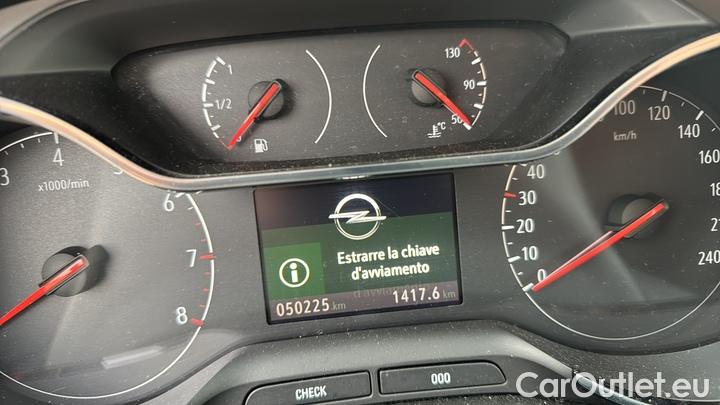 1 130
1/2 90
50
°C
100 120
140
160
km/h
3 4
x1000/min
6
7
8
40
30
20
10
0
240
Estrarre la chiave
d'avviamento
050225 km 1417.6 km
CHECK 000
CarOutlet.eu